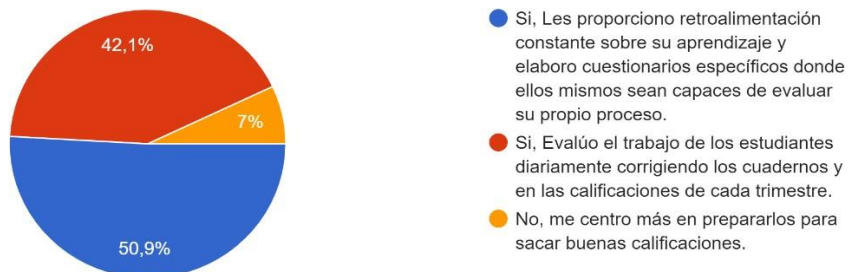 42,1%
7%
50,9%
Si, Les proporciono retroalimentación
constante sobre su aprendizaje y
elaboro cuestionarios específicos donde
ellos mismos sean capaces de evaluar
su propio proceso.
Si, Evalúo el trabajo de los estudiantes
diariamente corrigiendo los cuadernos y
en las calificaciones de cada trimestre.
No, me centro más en prepararlos para
sacar buenas calificaciones.